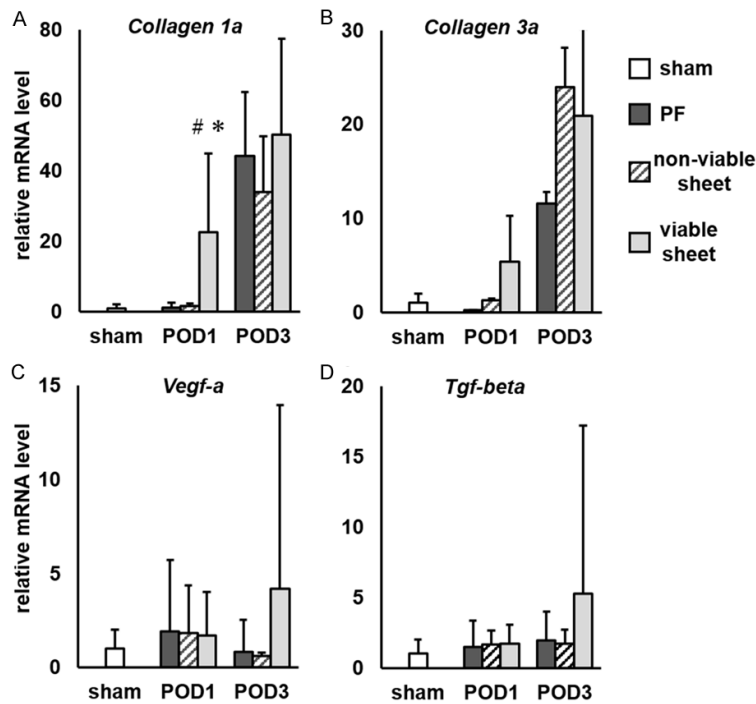 A
Collagen 1a
relative mRNA level
80
60
40
20
0
# *
sham
POD1
POD3
B
Collagen 3a
30
20
10
0
sham
POD1
POD3
sham
PF
non-viable
sheet
viable
sheet
C
Vegf-a
relative mRNA level
15
10
5
0
sham
POD1
POD3
D
Tgf-beta
20
15
10
5
0
sham
POD1
POD3